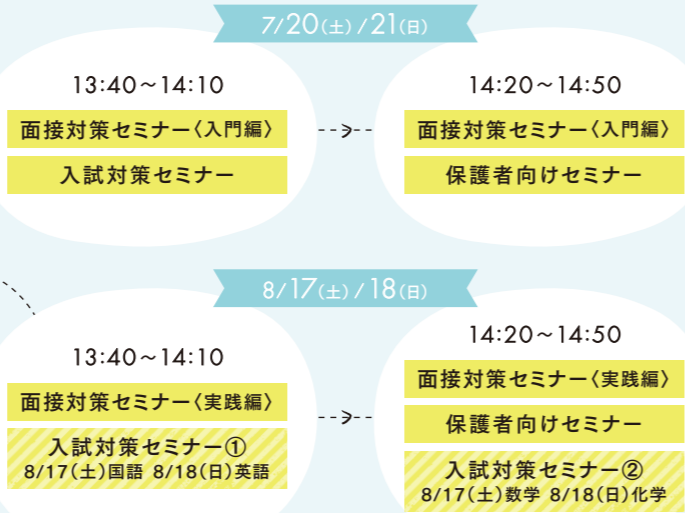 7/20(土)/21(日)
13:40〜14:10
面接対策セミナー〈入門編〉
入試対策セミナー
14:20〜14:50
面接対策セミナー〈入門編〉
保護者向けセミナー
8/17(土)/18(日)
13:40〜14:10
面接対策セミナー〈実践編〉
入試対策セミナー①
8/17(土)国語 8/18(日)英語
14:20〜14:50
面接対策セミナー〈実践編〉
保護者向けセミナー
入試対策セミナー②
8/17(土)数学 8/18(日)化学